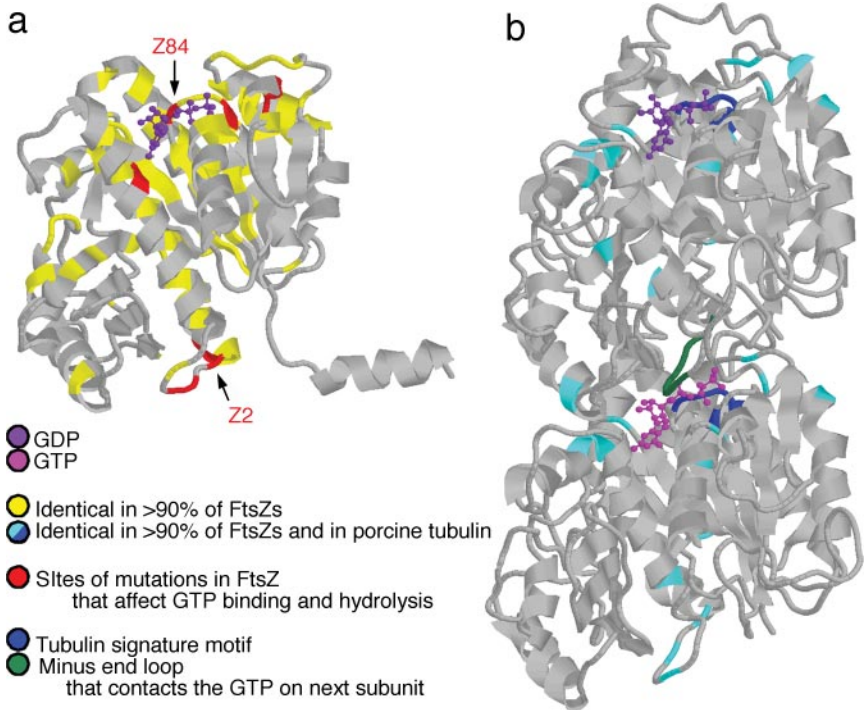 a
b
Z84
Z2
GDP
GTP
Identical in >90% of FtsZs
Identical in >90% of FtsZs and in porcine tubulin
SItes of mutations in FtsZ
that affect GTP binding and hydrolysis
Tubulin signature motif
Minus end loop
that contacts the GTP on next subunit